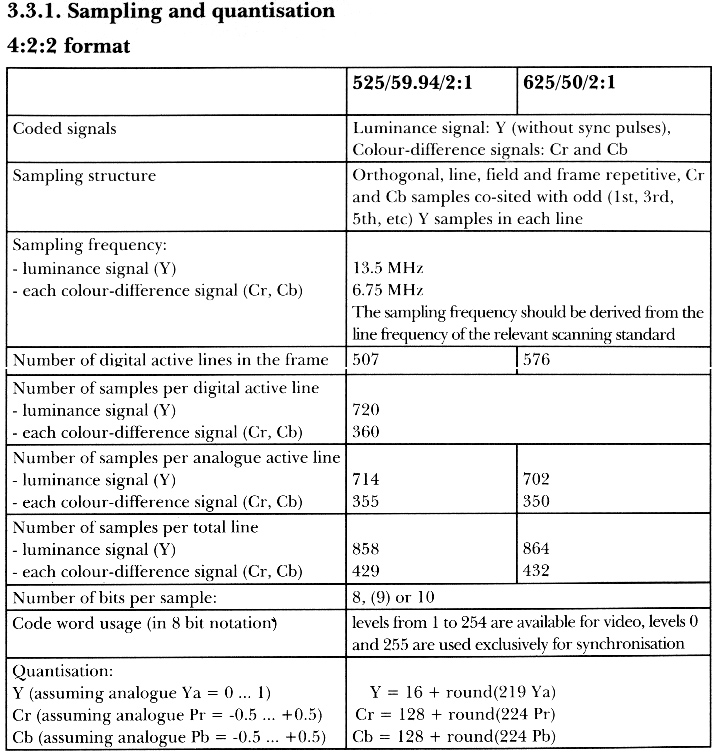 3.3.1. Sampling and quantisation
4:2:2 format
525/59.94/2:1 625/50/2:1
Coded signals Luminance signal: Y (without sync pulses),
Colour-difference signals: Cr and Cb
Sampling structure Orthogonal, line, field and frame repetitive, Cr
and Cb samples co-sited with odd (1st, 3rd,
5th, etc) Y samples in each line
Sampling frequency:
- luminance signal (Y) 13.5 MHz
- each colour-difference signal (Cr, Cb) 6.75 MHz
The sampling frequency should be derived from the
line frequency of the relevant scanning standard
Number of digital active lines in the frame 507 576
Number of samples per digital active line
- luminance signal (Y) 720
- each colour-difference signal (Cr, Cb) 360
Number of samples per analogue active line
- luminance signal (Y) 714 702
- each colour-difference signal (Cr, Cb) 355 350
Number of samples per total line
- luminance signal (Y) 858 864
- each colour-difference signal (Cr, Cb) 429 432
Number of bits per sample: 8, (9) or 10
Code word usage (in 8 bit notation) levels from 1 to 254 are available for video, levels 0
and 255 are used exclusively for synchronisation
Quantisation:
Y (assuming analogue Ya = 0 ... 1) Y = 16 + round(219 Ya)
Cr (assuming analogue Pr = -0.5 ... +0.5) Cr = 128 + round(224 Pr)
Cb (assuming analogue Pb = -0.5 ... +0.5) Cb = 128 + round(224 Pb)